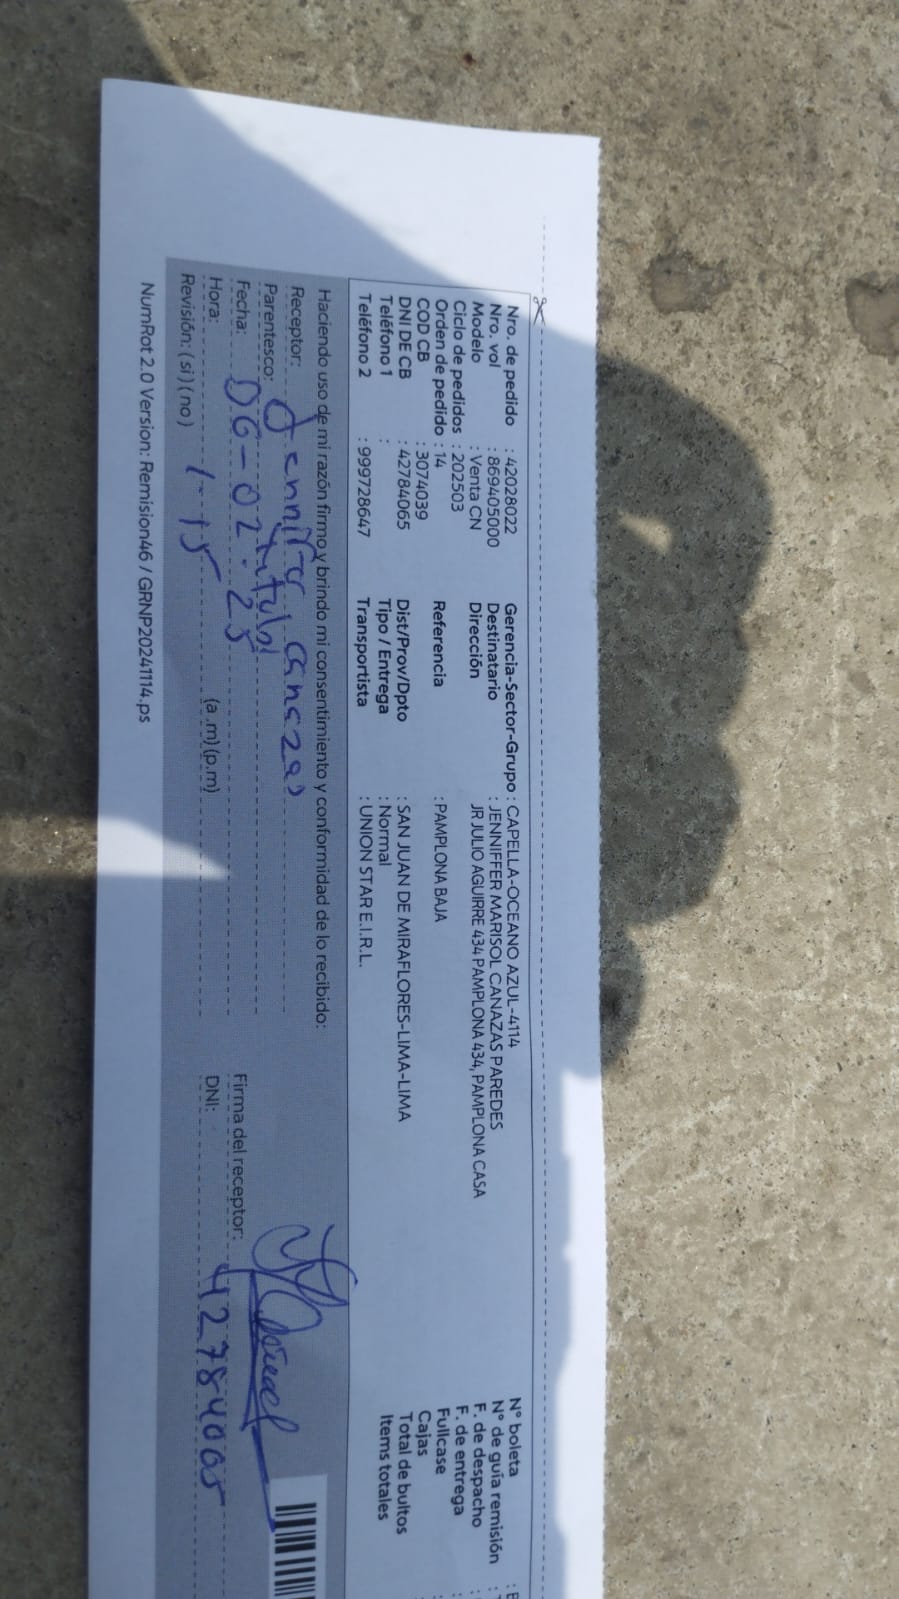 Nro. de pedido : 42028022 Gerencia-Sector-Grupo : CAPELLA-OCEANO AZUL-4114 N° boleta
Nro. vol : 869405000 Destinatario : JENNIFFER MARISOL CANAZAS PAREDES N° de guía remisión :
Modelo : Venta CN Dirección JR JULIO AGUIRRE 434 PAMPLONA 434, PAMPLONA CASA F. de despacho :
Ciclo de pedidos : 202503 F. de entrega :
Orden de pedido : 14 Referencia : PAMPLONA BAJA Fullcase :
COD CB : 3074039 Cajas
DNI DE CB : 42784065 Dist/Prov/Dpto : SAN JUAN DE MIRAFLORES-LIMA-LIMA Total de bultos
Teléfono 1 : Tipo / Entrega : Normal Items totales
Teléfono 2 : 999728647 Transportista : UNION STAR E.I.R.L.
Haciendo uso de mi razón firmo y brindo mi consentimiento y conformidad de lo recibido:
Receptor: Jennifer Canazas
Parentesco: titular
Fecha: 06-02-25 Firma del receptor:
Hora: 1-15 (a .m) (p.m) DNI: 42784065
Revisión: ( si ) ( no )
NumRot 2.0 Version: Remision46 / GRNP20241114.ps